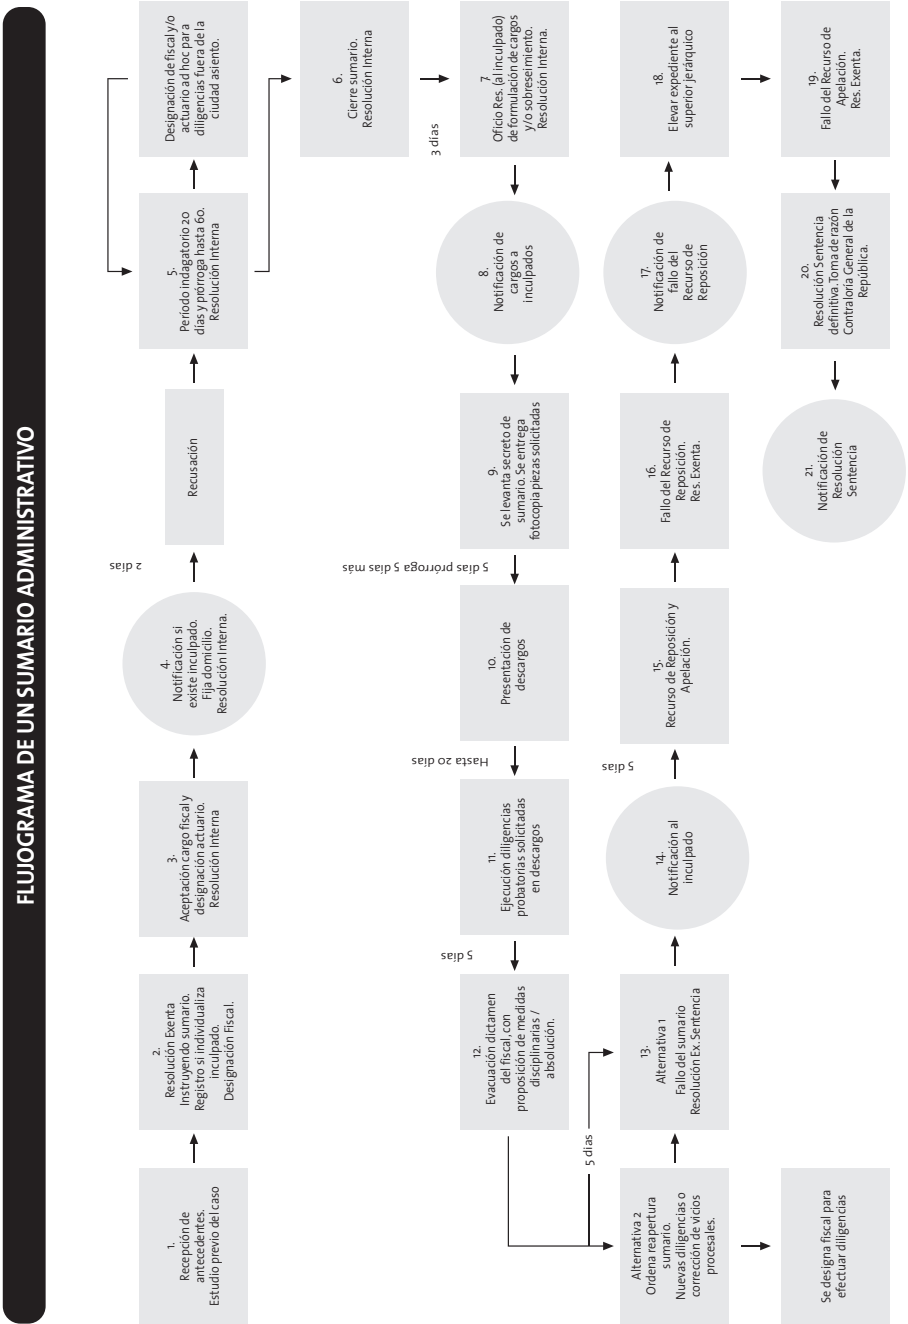 FLUJOGRAMA DE UN SUMARIO ADMINISTRATIVO
1.
Recepción de
antecedentes.
Estudio previo del caso
2.
Resolución Exenta
Instruyendo sumario.
Registro si individualiza
inculpado.
Designación Fiscal.
3.
Aceptación cargo fiscal y
designación actuario.
Resolución Interna
4.
Notificación si
existe inculpado.
Fija domicilio.
Resolución Interna.
2 días
Recusación
5.
Período indagatorio 20
días y prórroga hasta 60.
Resolución Interna
Designación de fiscal y/o
actuario ad hoc para
diligencias fuera de la
ciudad asiento.
6.
Cierre sumario.
Resolución Interna
3 días
7
Oficio Res. (al inculpado)
de formulación de cargos
y/o sobreseimiento.
Resolución Interna.
8.
Notificación de
cargos a
inculpados
9.
Se levanta secreto de
sumario. Se entrega
fotocopia piezas solicitadas
5 días prórroga 5 días más
10.
Presentación de
descargos
Hasta 20 días
11.
Ejecución diligencias
probatorias solicitadas
en descargos
5 días
12.
Evacuación dictamen
del fiscal, con
proposición de medidas
disciplinarias /
absolución.
5 días
Alternativa 2
Ordena reapertura
sumario.
Nuevas diligencias o
corrección de vicios
procesales.
Se designa fiscal para
efectuar diligencias
13.
Alternativa 1
Fallo del sumario
Resolución Ex. Sentencia
14.
Notificación al
inculpado
5 días
15.
Recurso de Reposición y
Apelación.
16.
Fallo del Recurso de
Reposición.
Res. Exenta.
17.
Notificación de
fallo del
Recurso de
Reposición
18.
Elevar expediente al
superior jerárquico
19.
Fallo del Recurso de
Apelación.
Res. Exenta.
20.
Resolución Sentencia
definitiva. Toma de razón
Contraloría General de la
República.
21.
Notificación de
Resolución
Sentencia